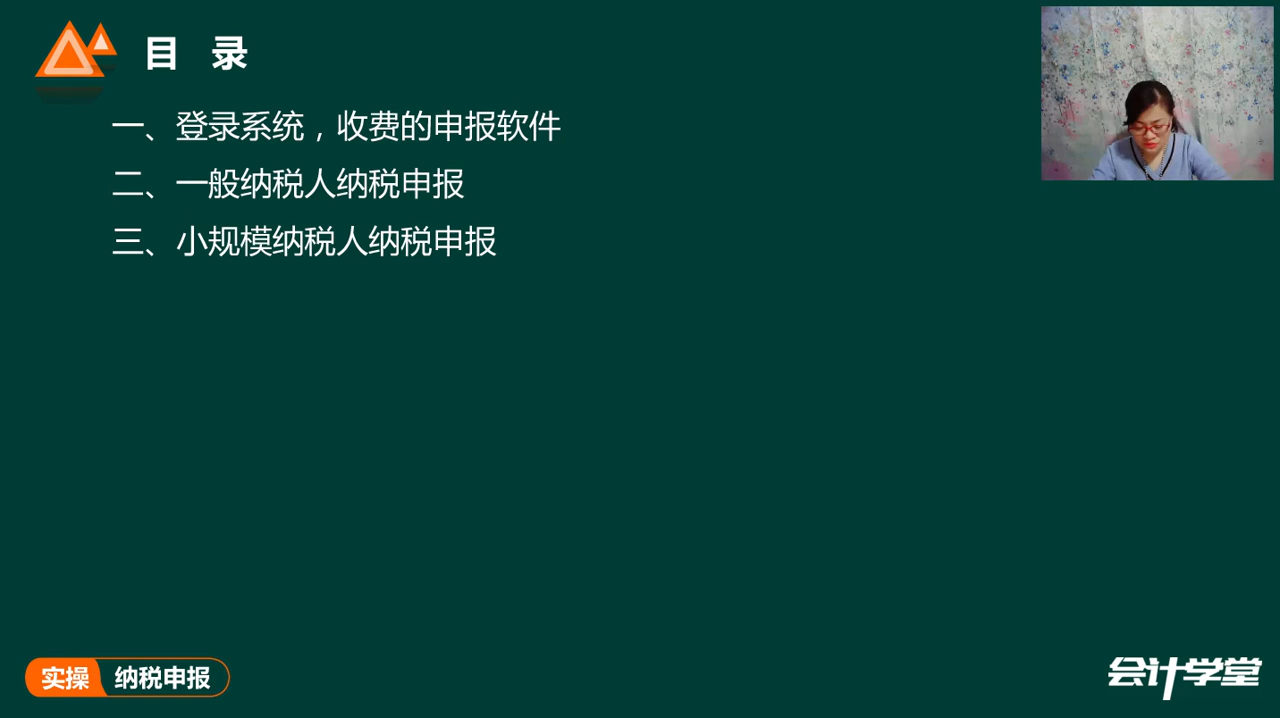 目 录
一、登录系统，收费的申报软件
二、一般纳税人纳税申报
三、小规模纳税人纳税申报
实操 纳税申报
会计学堂